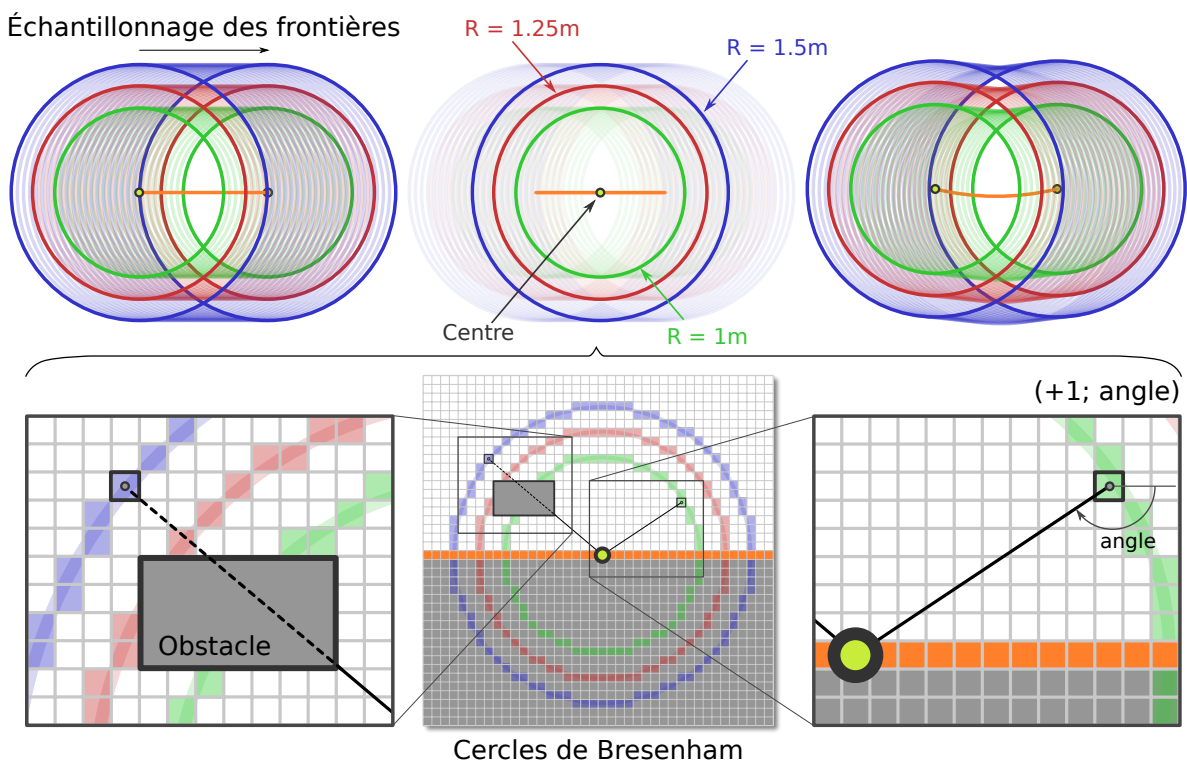 Échantillonnage des frontières
R = 1.25m
R = 1.5m
Centre
R = 1m
(+1; angle)
Obstacle
angle
Cercles de Bresenham